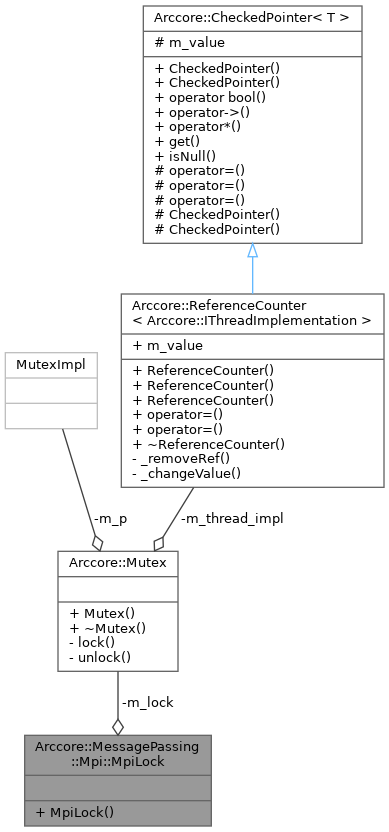 Arccore::CheckedPointer< T >
# m_value
+ CheckedPointer()
+ CheckedPointer()
+ operator bool()
+ operator->()
+ operator*()
+ get()
+ isNull()
# operator=()
# operator=()
# operator=()
# CheckedPointer()
# CheckedPointer()
Arccore::ReferenceCounter
< Arccore::IThreadImplementation >
+ m_value
+ ReferenceCounter()
+ ReferenceCounter()
+ ReferenceCounter()
+ operator=()
+ operator=()
+ ~ReferenceCounter()
- _removeRef()
- _changeValue()
MutexImpl
-m_p
-m_thread_impl
Arccore::Mutex
+ Mutex()
+ ~Mutex()
- lock()
- unlock()
-m_lock
Arccore::MessagePassing
::Mpi::MpiLock
+ MpiLock()